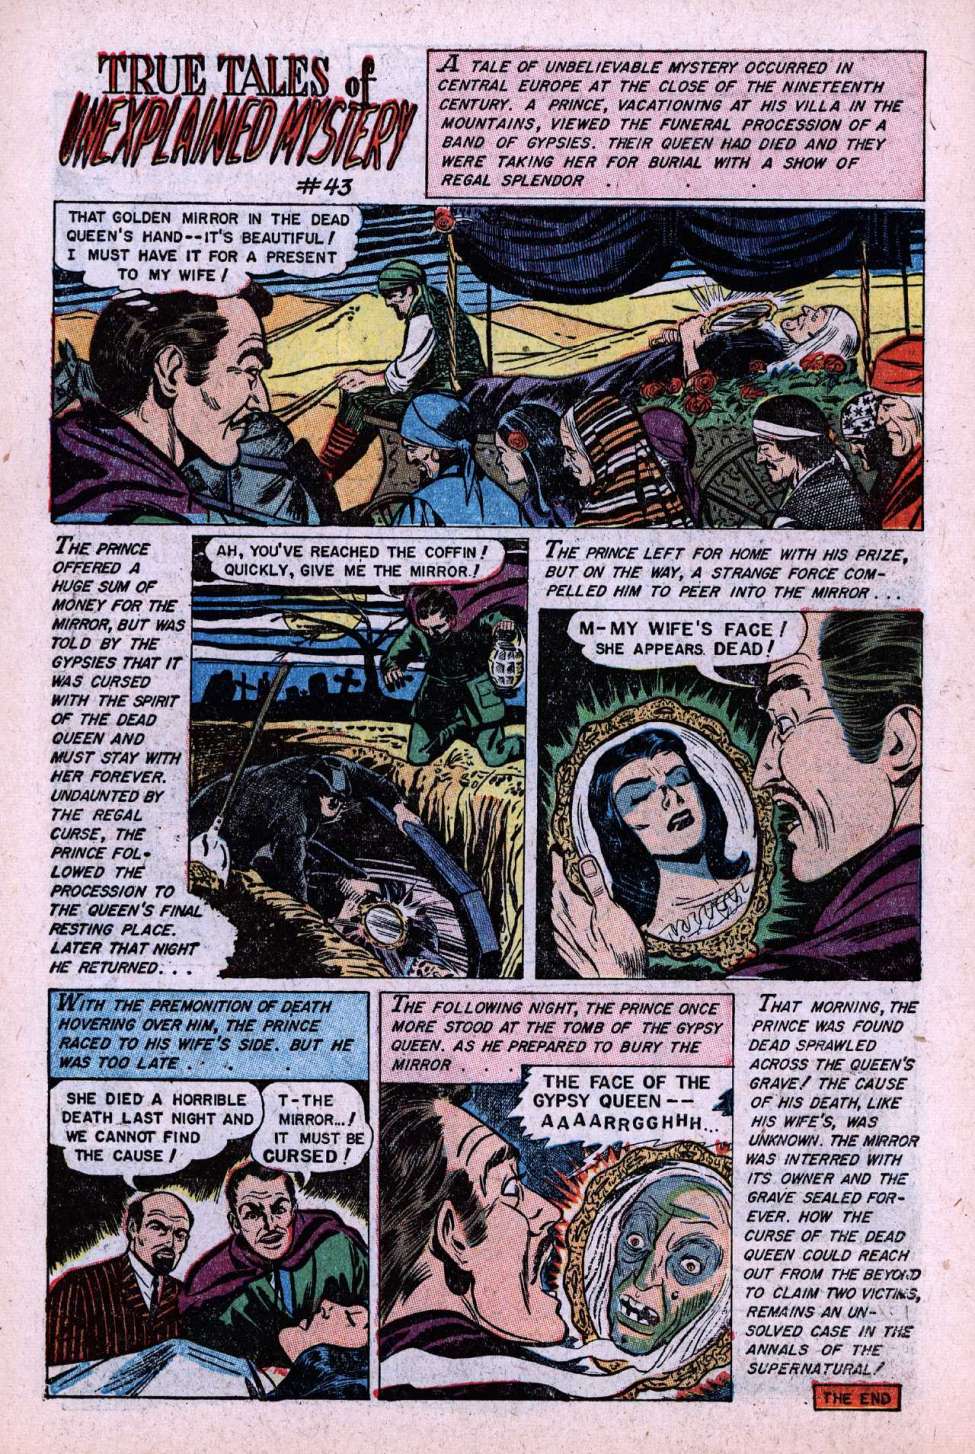 TRUE TALES of
UNEXPLAINED MYSTERY
#43
A TALE OF UNBELIEVABLE MYSTERY OCCURRED IN
CENTRAL EUROPE AT THE CLOSE OF THE NINETEENTH
CENTURY. A PRINCE, VACATIONING AT HIS VILLA IN THE
MOUNTAINS, VIEWED THE FUNERAL PROCESSION OF A
BAND OF GYPSIES. THEIR QUEEN HAD DIED AND THEY
WERE TAKING HER FOR BURIAL WITH A SHOW OF
REGAL SPLENDOR . . .
THAT GOLDEN MIRROR IN THE DEAD
QUEEN'S HAND--IT'S BEAUTIFUL!
I MUST HAVE IT FOR A PRESENT
TO MY WIFE!
THE PRINCE
OFFERED A
HUGE SUM OF
MONEY FOR THE
MIRROR, BUT WAS
TOLD BY THE
GYPSIES THAT IT
WAS CURSED
WITH THE SPIRIT
OF THE DEAD
QUEEN AND
MUST STAY WITH
HER FOREVER.
UNDAUNTED BY
THE REGAL
CURSE, THE
PRINCE FOL-
LOWED THE
PROCESSION TO
THE QUEEN'S FINAL
RESTING PLACE.
LATER THAT NIGHT
HE RETURNED...
AH, YOU'VE REACHED THE COFFIN!
QUICKLY, GIVE ME THE MIRROR!
THE PRINCE LEFT FOR HOME WITH HIS PRIZE,
BUT ON THE WAY, A STRANGE FORCE COM-
PELLED HIM TO PEER INTO THE MIRROR...
M-MY WIFE'S FACE!
SHE APPEARS DEAD!
WITH THE PREMONITION OF DEATH
HOVERING OVER HIM, THE PRINCE
RACED TO HIS WIFE'S SIDE. BUT HE
WAS TOO LATE . . .
SHE DIED A HORRIBLE
DEATH LAST NIGHT AND
WE CANNOT FIND
THE CAUSE!
T-THE
MIRROR...!
IT MUST BE
CURSED!
THE FOLLOWING NIGHT, THE PRINCE ONCE
MORE STOOD AT THE TOMB OF THE GYPSY
QUEEN. AS HE PREPARED TO BURY THE
MIRROR . . . .
THE FACE OF THE
GYPSY QUEEN--
AAAARRGGHHH...
THAT MORNING, THE
PRINCE WAS FOUND
DEAD SPRAWLED
ACROSS THE QUEEN'S
GRAVE! THE CAUSE
OF HIS DEATH, LIKE
HIS WIFE'S, WAS
UNKNOWN. THE MIRROR
WAS INTERRED WITH
ITS OWNER AND THE
GRAVE SEALED FOR-
EVER. HOW THE
CURSE OF THE DEAD
QUEEN COULD REACH
OUT FROM THE BEYOND
TO CLAIM TWO VICTIMS,
REMAINS AN UN-
SOLVED CASE IN THE
ANNALS OF THE
SUPERNATURAL!
THE END